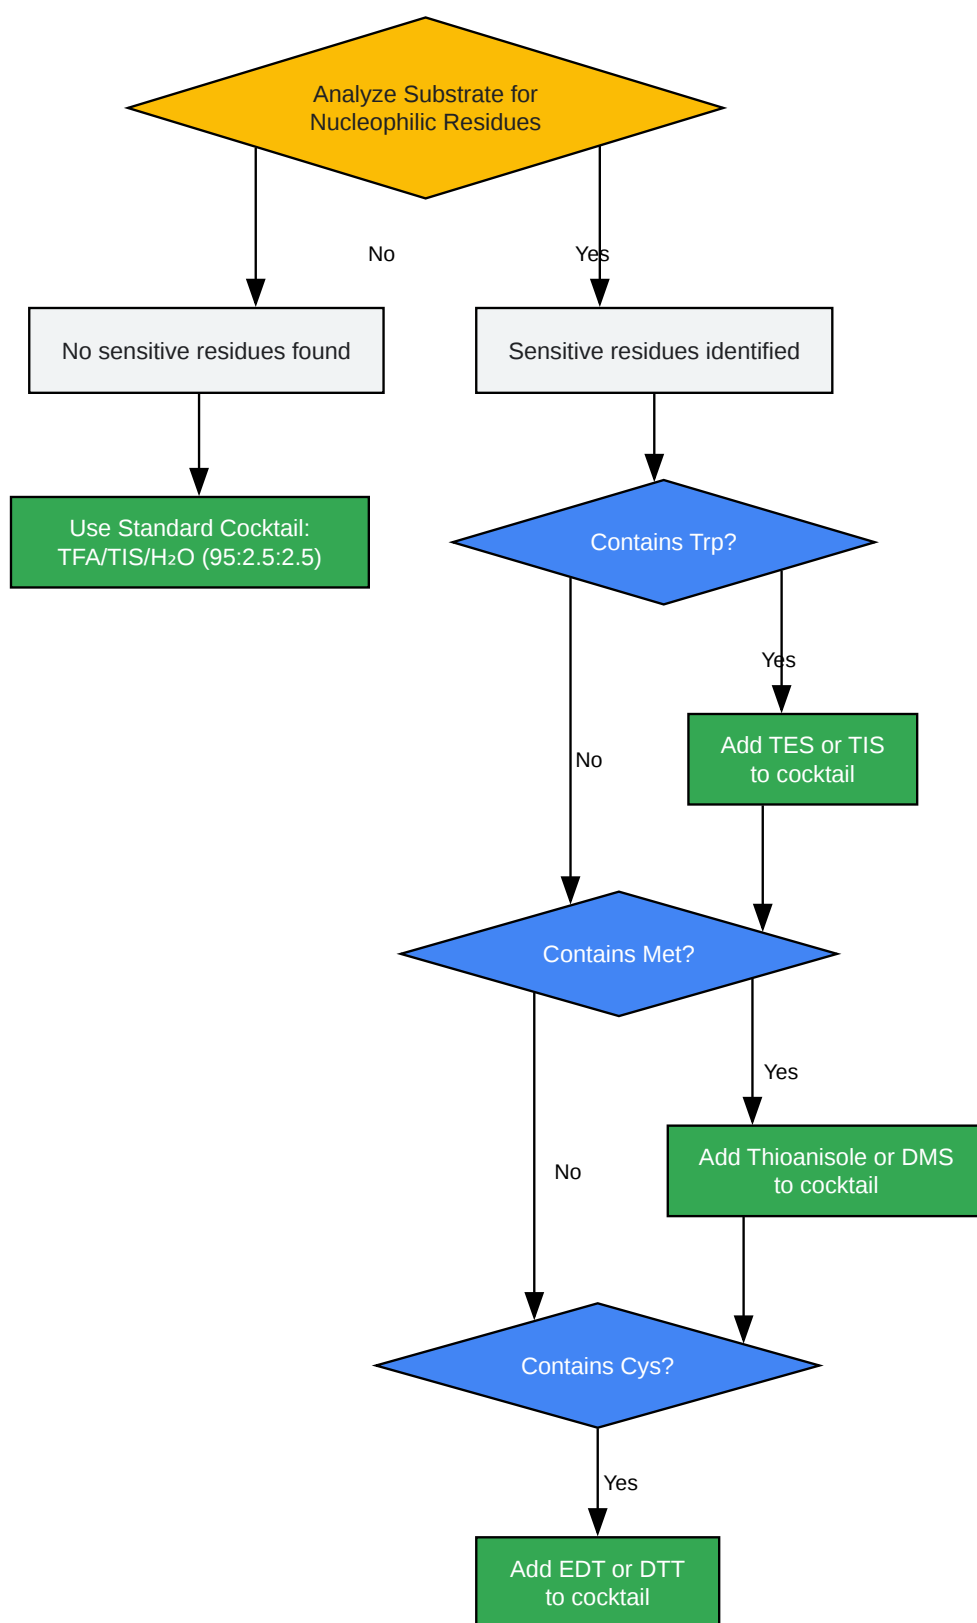 Analyze Substrate for
Nucleophilic Residues
No
Yes
No sensitive residues found
Sensitive residues identified
Use Standard Cocktail:
TFA/TIS/H₂O (95:2.5:2.5)
Contains Trp?
Yes
Add TES or TIS
to cocktail
No
Contains Met?
Yes
Add Thioanisole or DMS
to cocktail
No
Contains Cys?
Yes
Add EDT or DTT
to cocktail